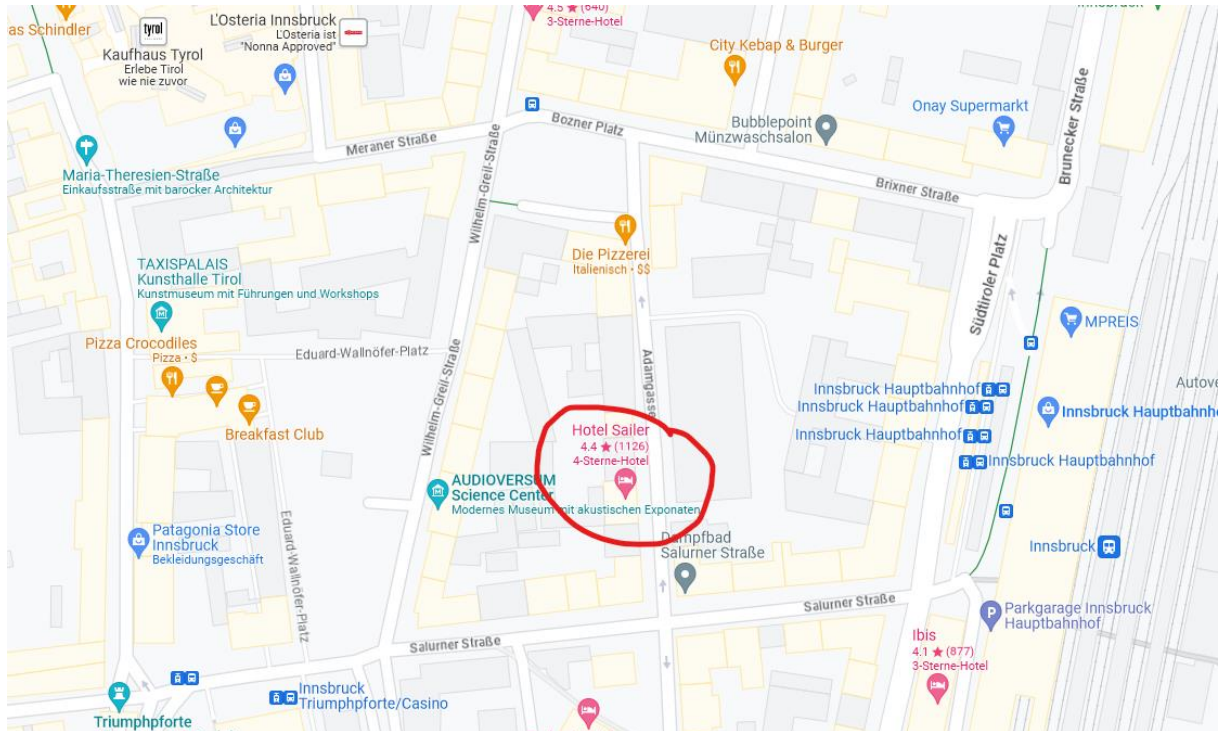 4.5 ★ (640)
3-Sterne-Hotel
as Schindler
tyrol
Kaufhaus Tyrol
Erlebe Tirol
wie nie zuvor
L'Osteria Innsbruck
L'Osteria ist
"Nonna Approved"
City Kebap & Burger
Onay Supermarkt
Bubblepoint
Münzwaschsalon
Bozner Platz
Meraner Straße
Brunecker Straße
Maria-Theresien-Straße
Einkaufsstraße mit barocker Architektur
Brixner Straße
Wilhelm-Greil-Straße
Die Pizzerei
Italienisch · $$
Südtiroler Platz
TAXISPALAIS
Kunsthalle Tirol
Kunstmuseum mit Führungen und Workshops
MPREIS
Pizza Crocodiles
Pizza · $
Eduard-Wallnöfer-Platz
Wilhelm-Greil-Straße
Adamgasse
Innsbruck Hauptbahnhof
Innsbruck Hauptbahnhof
Innsbruck Hauptbahnhof
Innsbruck Hauptbahnhof
Autove
Innsbruck Hauptbahnho
Breakfast Club
Hotel Sailer
4.4 ★ (1126)
4-Sterne-Hotel
AUDIOVERSUM
Science Center
Modernes Museum mit akustischen Exponaten
Patagonia Store
Innsbruck
Bekleidungsgeschäft
Eduard-Wallnöfer-Platz
Dampfbad
Salurner Straße
Innsbruck
Salurner Straße
Parkgarage Innsbruck
Hauptbahnhof
Salurner Straße
Ibis
4.1 ★ (877)
3-Sterne-Hotel
Innsbruck
Triumphpforte/Casino
Triumphpforte
P